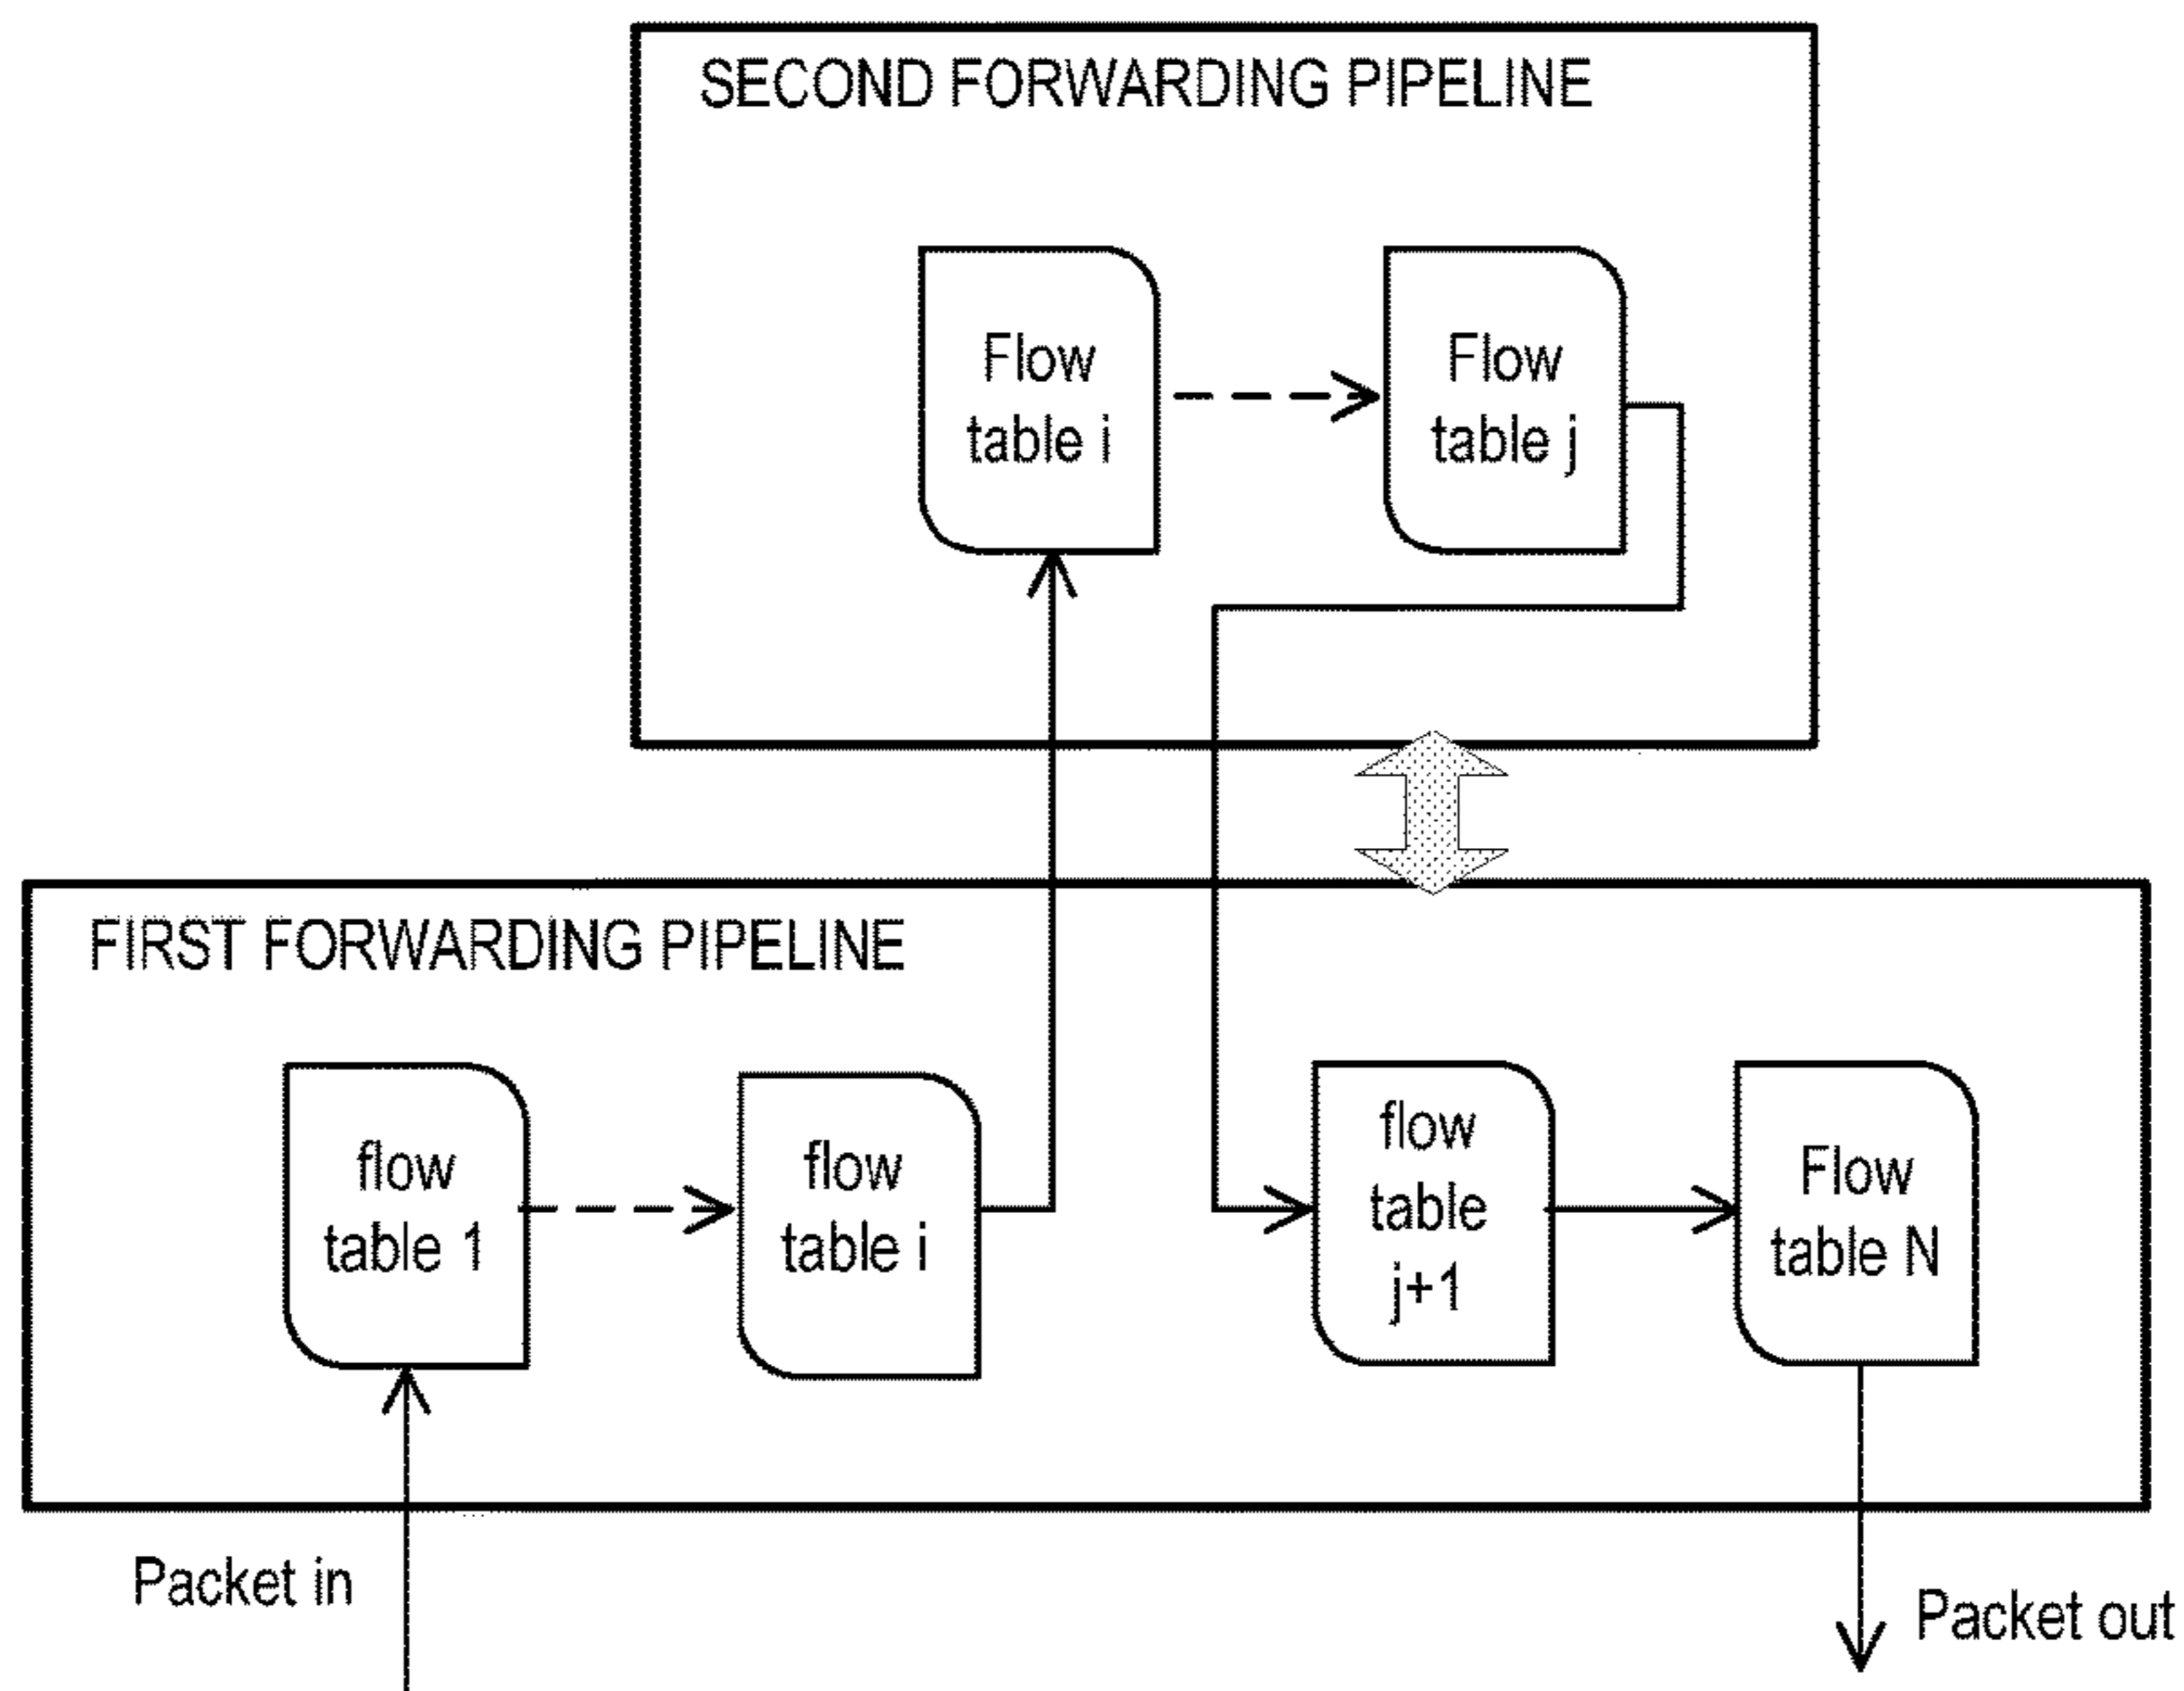 SECOND FORWARDING PIPELINE
Flow
table i
Flow
table j
FIRST FORWARDING PIPELINE
flow
table 1
flow
table i
flow
table
j+1
Flow
table N
Packet in
Packet out